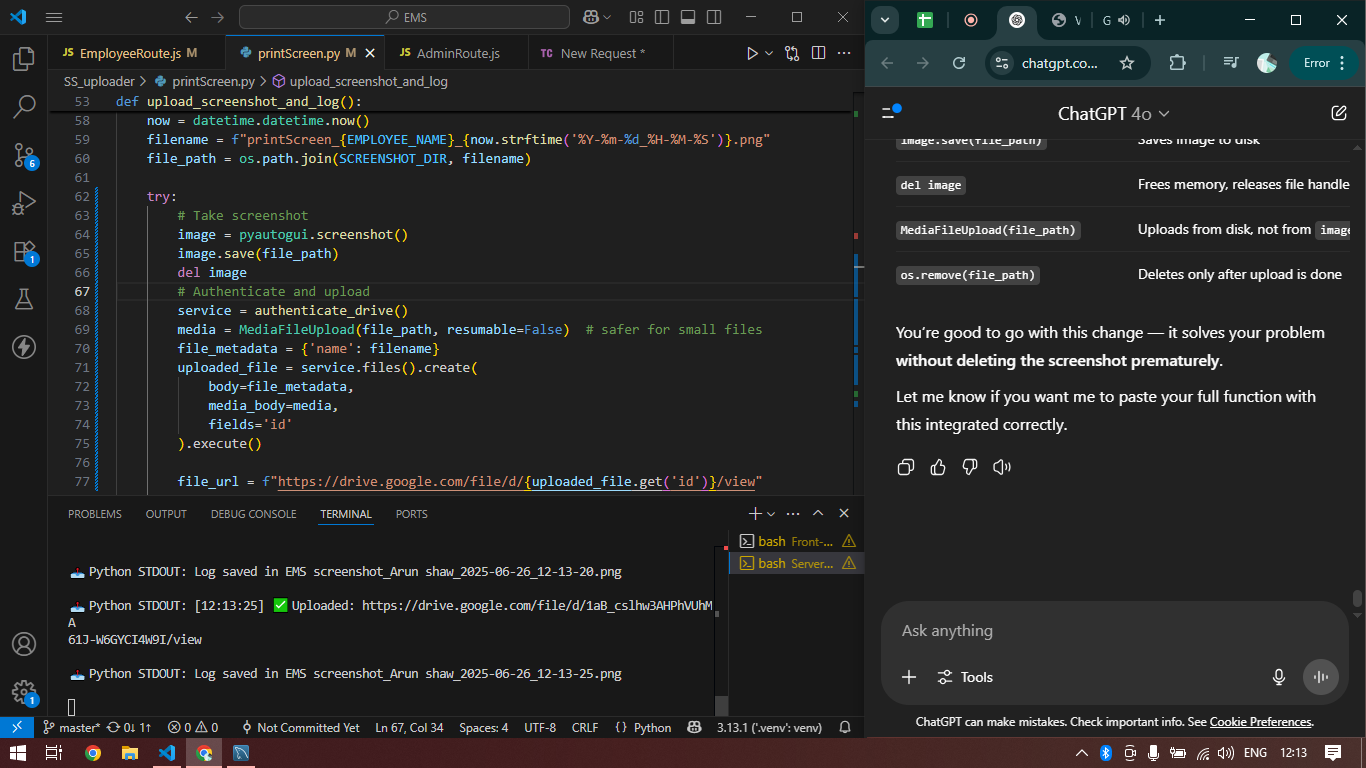 EMS
JS EmployeeRoute.js M
printScreen.py M
JS AdminRoute.js
TC New Request *
SS_uploader > printScreen.py > upload_screenshot_and_log
53 def upload_screenshot_and_log():
58 now = datetime.datetime.now()
59 filename = f"printScreen_{EMPLOYEE_NAME}_{now.strftime('%Y-%m-%d_%H-%M-%S')}.png"
60 file_path = os.path.join(SCREENSHOT_DIR, filename)
61
62 try:
63 # Take screenshot
64 image = pyautogui.screenshot()
65 image.save(file_path)
66 del image
67 # Authenticate and upload
68 service = authenticate_drive()
69 media = MediaFileUpload(file_path, resumable=False)  # safer for small files
70 file_metadata = {'name': filename}
71 uploaded_file = service.files().create(
72 body=file_metadata,
73 media_body=media,
74 fields='id'
75 ).execute()
76
77 file_url = f"https://drive.google.com/file/d/{uploaded_file.get('id')}/view"
PROBLEMS OUTPUT DEBUG CONSOLE TERMINAL PORTS
Python STDOUT: Log saved in EMS screenshot_Arun shaw_2025-06-26_12-13-20.png
Python STDOUT: [12:13:25] ✅ Uploaded: https://drive.google.com/file/d/1aB_cslhw3AHPhVUhM
A
61J-W6GYCI4W9I/view
Python STDOUT: Log saved in EMS screenshot_Arun shaw_2025-06-26_12-13-25.png
bash Front-...
bash Server...
6
1
1
master* 0↓ 1↑ 0 0 Not Committed Yet Ln 67, Col 34 Spaces: 4 UTF-8 CRLF {} Python 3.13.1 ('.venv': venv)
V
G
chatgpt.co...
Error
ChatGPT 4o
image.save(file_path) Saves image to disk
del image Frees memory, releases file handle
MediaFileUpload(file_path) Uploads from disk, not from image
os.remove(file_path) Deletes only after upload is done
You're good to go with this change — it solves your problem
without deleting the screenshot prematurely.
Let me know if you want me to paste your full function with
this integrated correctly.
Ask anything
Tools
ChatGPT can make mistakes. Check important info. See Cookie Preferences.
ENG 12:13